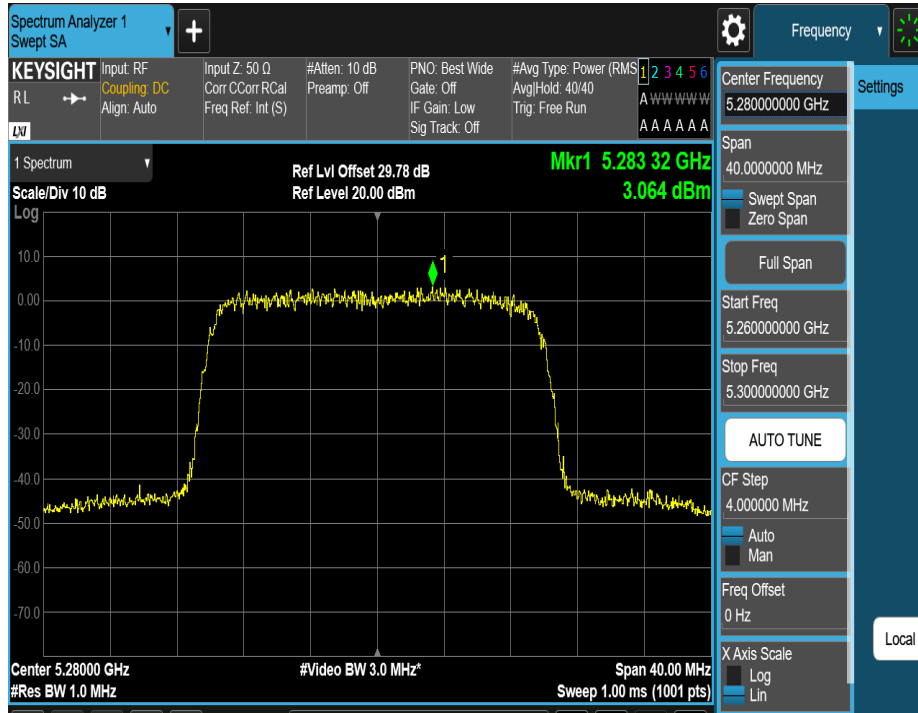 Spectrum Analyzer 1
Swept SA
+
Frequency
KEYSIGHT
R L
LXI
Input: RF
Coupling: DC
Align: Auto
Input Z: 50 Ω
Corr CCorr RCal
Freq Ref: Int (S)
#Atten: 10 dB
Preamp: Off
PNO: Best Wide
Gate: Off
IF Gain: Low
Sig Track: Off
#Avg Type: Power (RMS
Avg|Hold: 40/40
Trig: Free Run
1 2 3 4 5 6
A W W W W W
A A A A A A
1 Spectrum
Scale/Div 10 dB
Log
Ref Lvl Offset 29.78 dB
Ref Level 20.00 dBm
Mkr1 5.283 32 GHz
3.064 dBm
1
10.0
0.00
-10.0
-20.0
-30.0
-40.0
-50.0
-60.0
-70.0
Center 5.28000 GHz
#Res BW 1.0 MHz
#Video BW 3.0 MHz*
Span 40.00 MHz
Sweep 1.00 ms (1001 pts)
Center Frequency
5.280000000 GHz
Span
40.0000000 MHz
Swept Span
Zero Span
Full Span
Start Freq
5.260000000 GHz
Stop Freq
5.300000000 GHz
AUTO TUNE
CF Step
4.000000 MHz
Auto
Man
Freq Offset
0 Hz
X Axis Scale
Log
Lin
Settings
Local